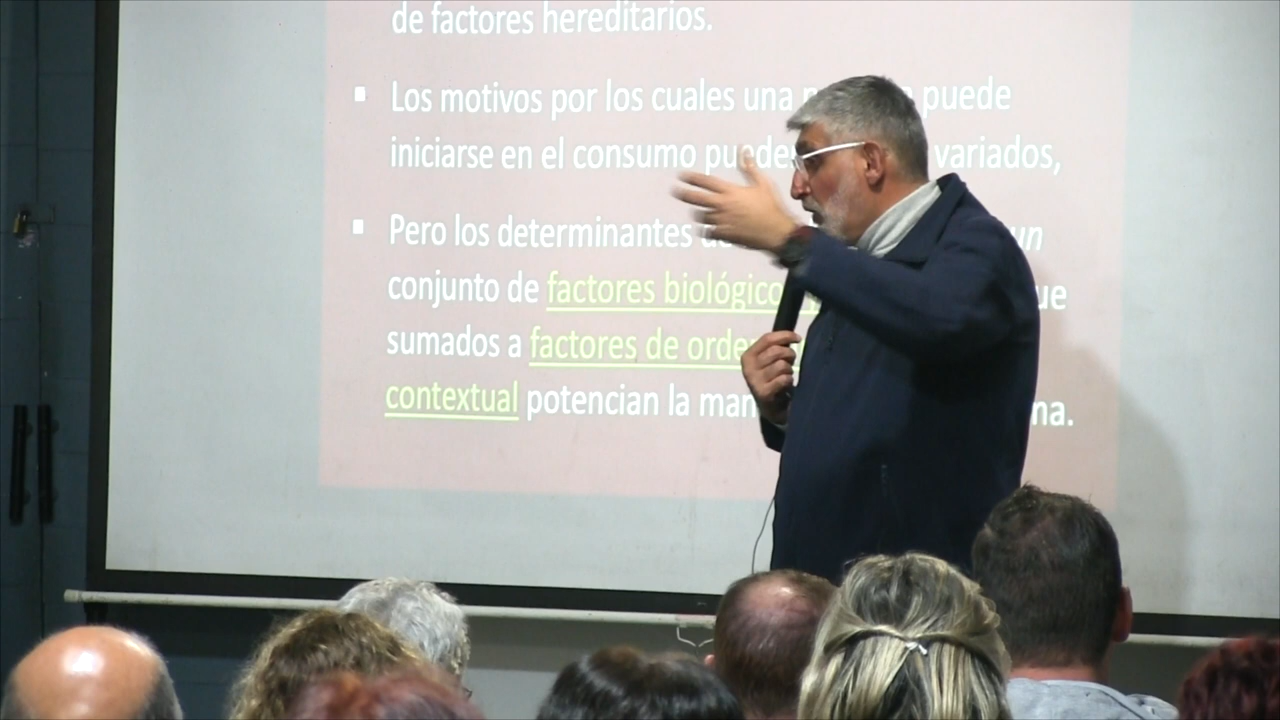 de factores hereditarios.
▪ Los motivos por los cuales una puede
iniciarse en el consumo variados,
▪ Pero los determinantes un
conjunto de factores biológico
sumados a factores de orde
contextual potencian la ma.